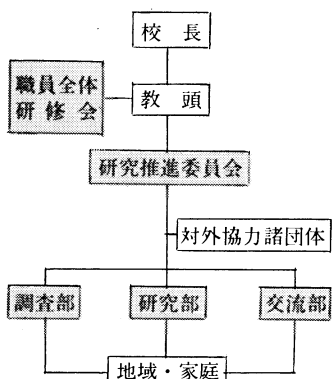 校長
職員全体
研修会
教頭
研究推進委員会
対外協力諸団体
調査部
研究部
交流部
地域・家庭